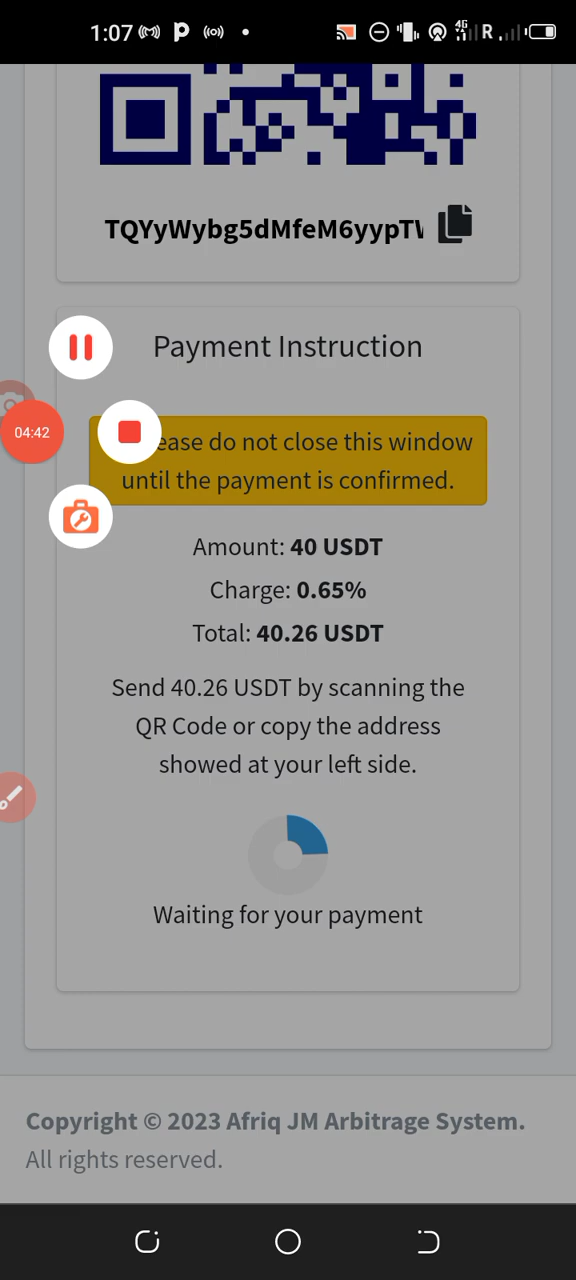 1:07
4G
R
TQYyWybg5dMfeM6yypT
Payment Instruction
ease do not close this window
until the payment is confirmed.
04:42
Amount: 40 USDT
Charge: 0.65%
Total: 40.26 USDT
Send 40.26 USDT by scanning the
QR Code or copy the address
showed at your left side.
Waiting for your payment
Copyright © 2023 Afriq JM Arbitrage System.
All rights reserved.